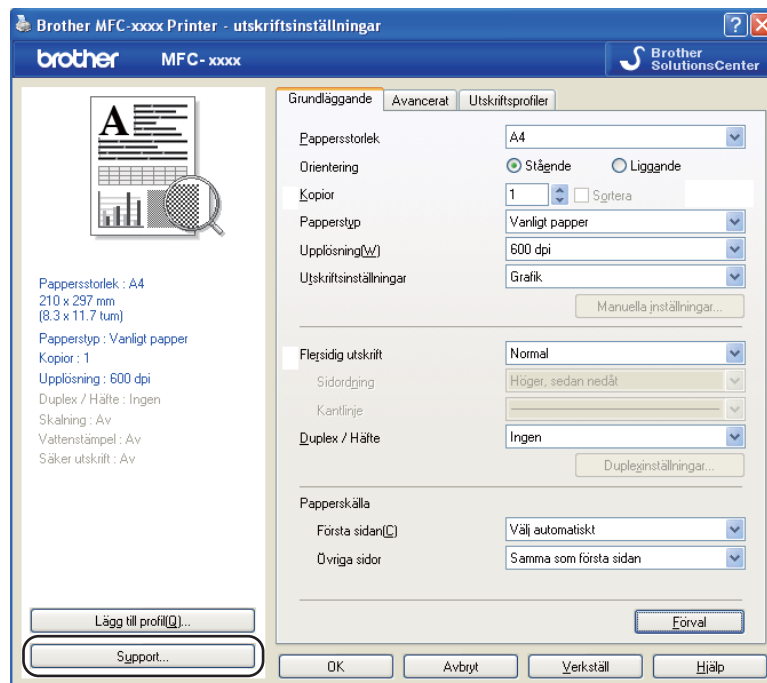 Brother MFC-xxxx Printer - utskriftsinställningar
brother MFC-xxxx
Brother
SolutionsCenter
A
Pappersstorlek : A4
210 x 297 mm
(8.3 x 11.7 tum)
Papperstyp : Vanligt papper
Kopior : 1
Upplösning : 600 dpi
Duplex / Häfte : Ingen
Skalning : Av
Vattenstämpel : Av
Säker utskrift : Av
Lägg till profil(Q)...
Support...
Grundläggande Avancerat Utskriftsprofiler
Pappersstorlek A4
Orientering Stående Liggande
Kopior 1 Sortera
Papperstyp Vanligt papper
Upplösning(W) 600 dpi
Utskriftsinställningar Grafik
Manuella inställningar...
Flersidig utskrift Normal
Sidordning Höger, sedan nedåt
Kantlinje
Duplex / Häfte Ingen
Duplexinställningar...
Papperskälla
Första sidan(C) Välj automatiskt
Övriga sidor Samma som första sidan
Förval
OK Avbryt Verkställ Hjälp